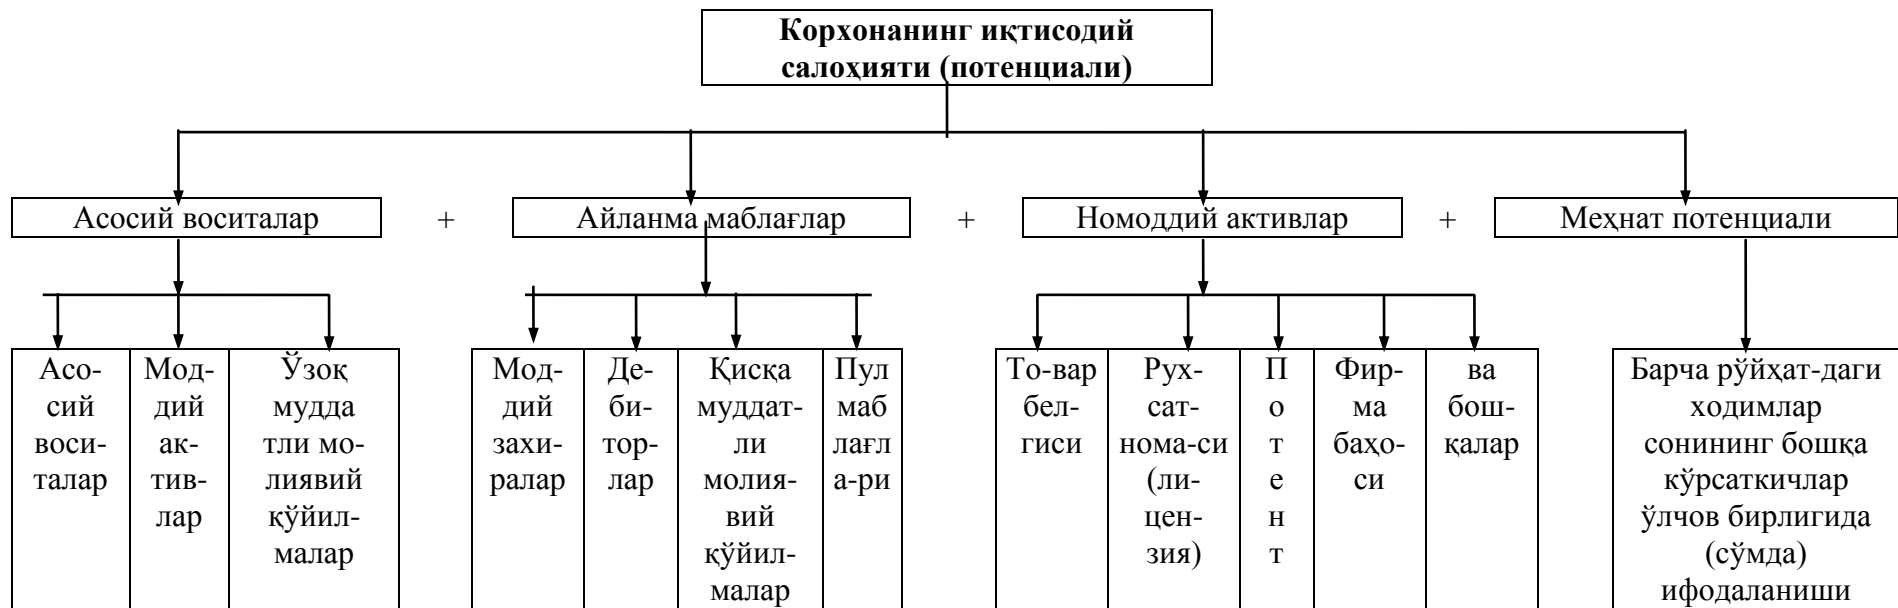 Корхонанинг иқтисодий
салоҳияти (потенциали)
Асосий воситалар + Айланма маблағлар + Номоддий активлар + Меҳнат потенциали
Асо-
сий
воси-
талар
Мод-
дий
ак-
тив-
лар
Ўзоқ
мудда
тли мо-
лиявий
қўйил-
малар
Мод-
дий
захи-
ралар
Де-
би-
тор-
лар
Қисқа
муддат-
ли
молия-
вий
қўйил-
малар
Пул
маб
лағл
а-ри
То-вар
бел-
гиси
Рух-
сат-
нома-си
(ли-
цен-
зия)
П
о
т
е
н
т
Фир-
ма
баҳо-
си
ва
бош-
қалар
Барча рўйҳат-даги
ходимлар
сонининг бошқа
кўрсаткичлар
ўлчов бирлигида
(сўмда)
ифодаланиши